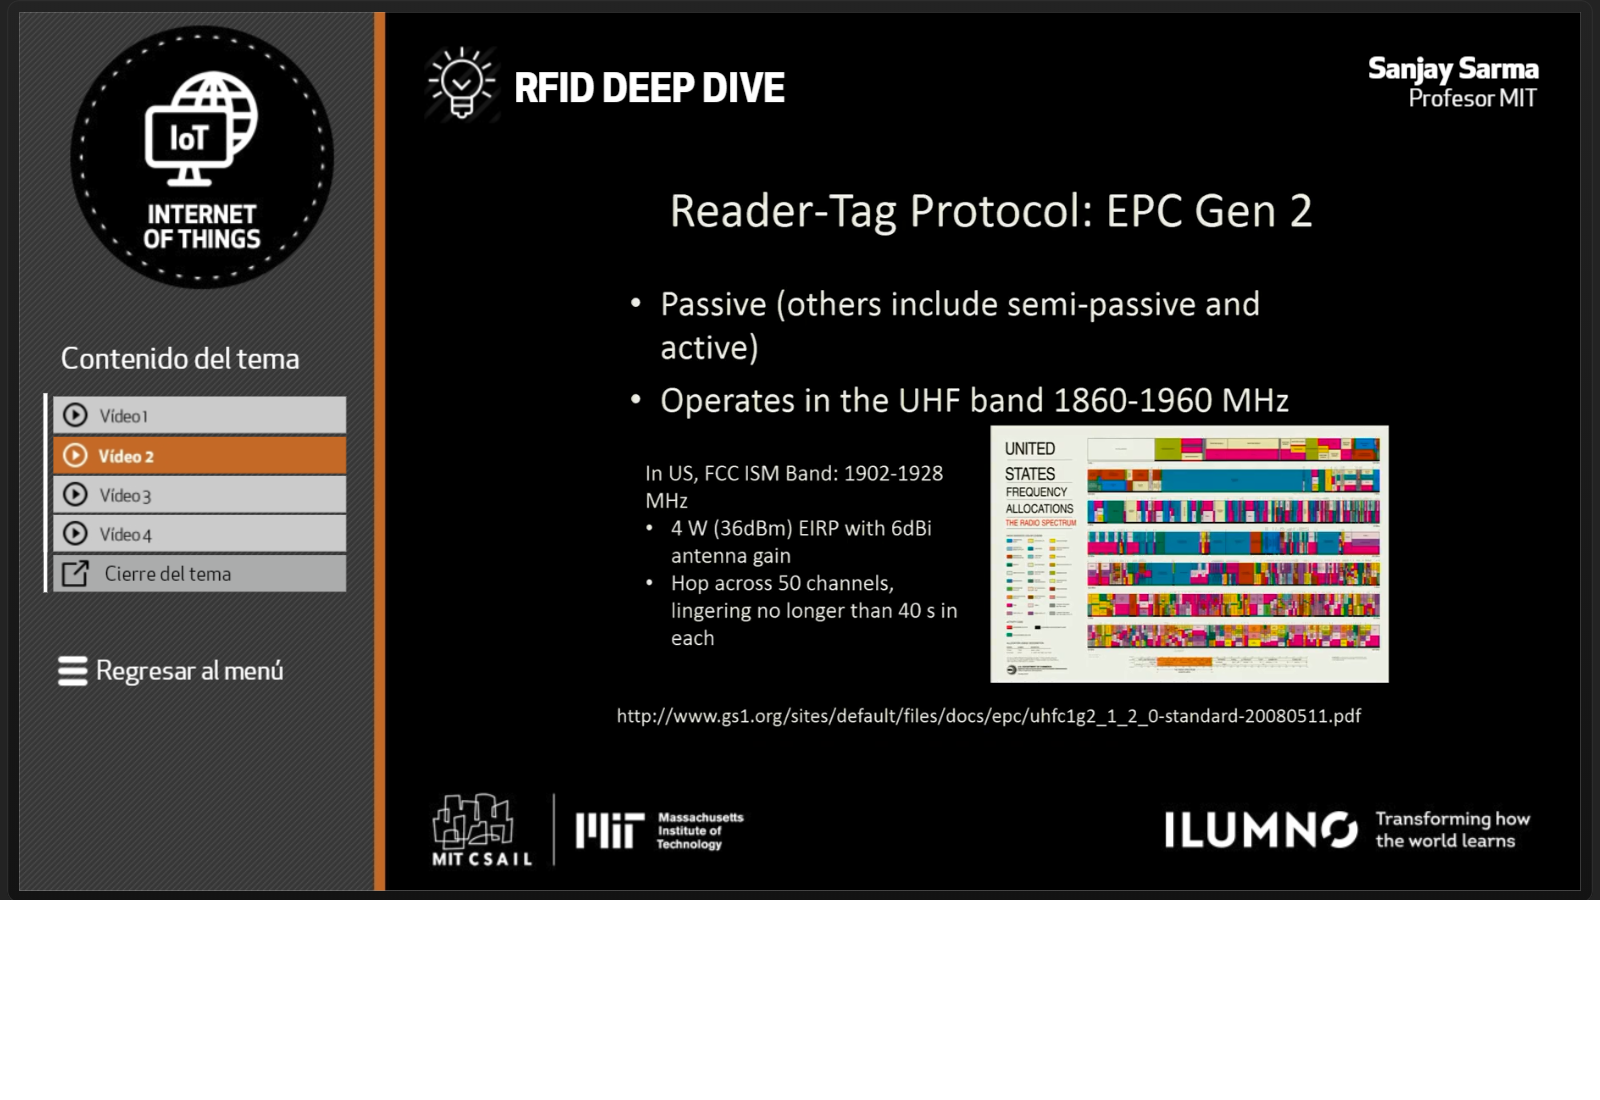 IoT
INTERNET
OF THINGS
Contenido del tema
Vídeo 1
Vídeo 2
Vídeo 3
Vídeo 4
Cierre del tema
Regresar al menú
RFID DEEP DIVE
Sanjay Sarma
Profesor MIT
Reader-Tag Protocol: EPC Gen 2
• Passive (others include semi-passive and
active)
• Operates in the UHF band 1860-1960 MHz
In US, FCC ISM Band: 1902-1928
MHz
• 4 W (36dBm) EIRP with 6dBi
antenna gain
• Hop across 50 channels,
lingering no longer than 40 s in
each
UNITED
STATES
FREQUENCY
ALLOCATIONS
THE RADIO SPECTRUM
http://www.gs1.org/sites/default/files/docs/epc/uhfc1g2_1_2_0-standard-20080511.pdf
MIT CSAIL
MIT
Massachusetts
Institute of
Technology
ILUMNO
Transforming how
the world learns